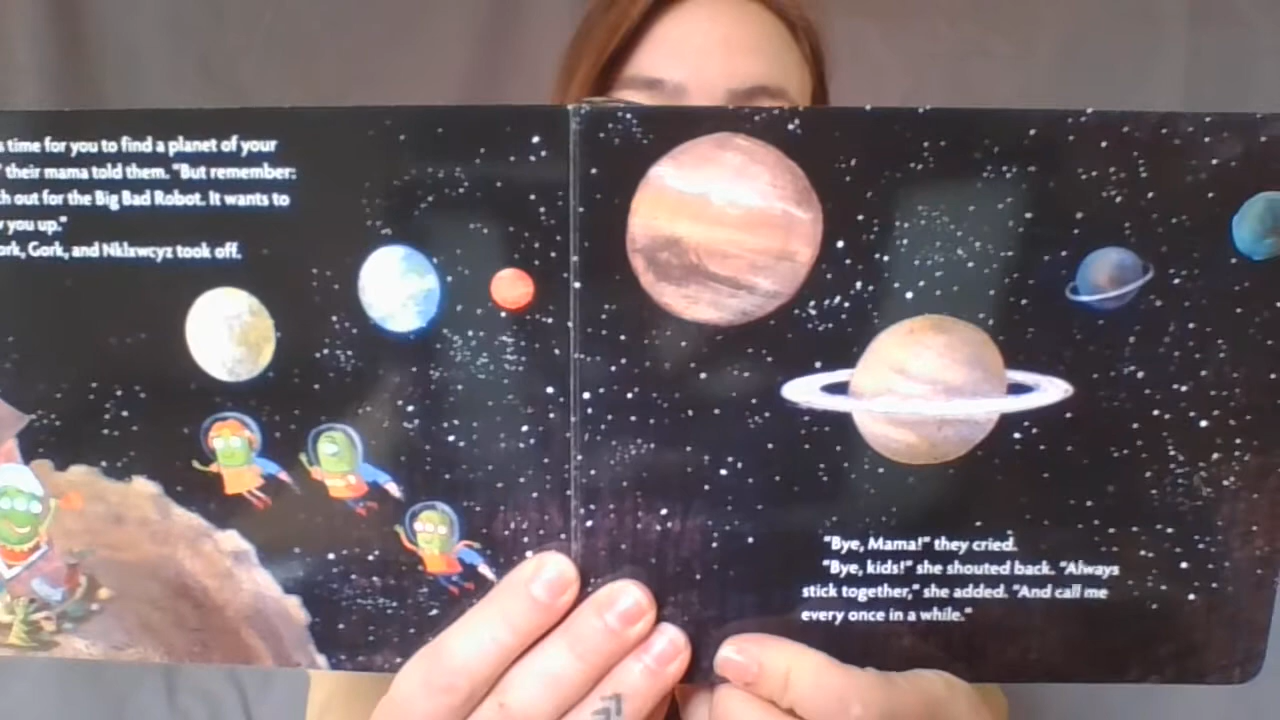 time for you to find a planet of your
their mama told them. "But remember:
out for the Big Bad Robot. It wants to
you up."
Gork, and Nklxwcyz took off.
"Bye, Mama!" they cried.
"Bye, kids!" she shouted back. "Always
stick together," she added. "And call me
every once in a while."